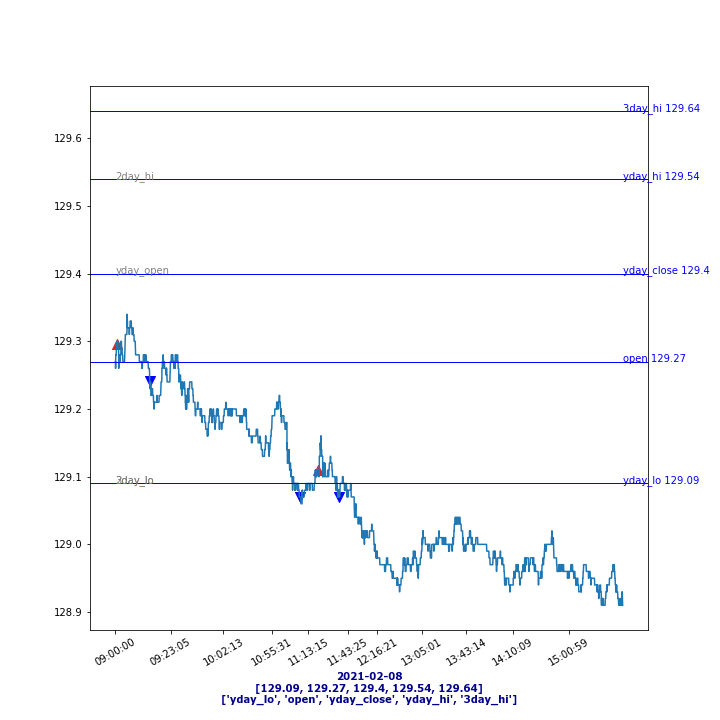 3day_hi 129.64
129.6
2day_hi
yday_hi 129.54
129.5
yday_open
yday_close 129.4
129.4
129.3
open 129.27
129.2
129.1
yday_lo 129.09
129.0
128.9
09:00:00
09:23:05
10:02:13
10:55:31
11:13:15
11:43:25
12:16:21
13:05:01
13:43:14
14:10:09
15:00:59
2021-02-08
[129.09, 129.27, 129.4, 129.54, 129.64]
['yday_lo', 'open', 'yday_close', 'yday_hi', '3day_hi']